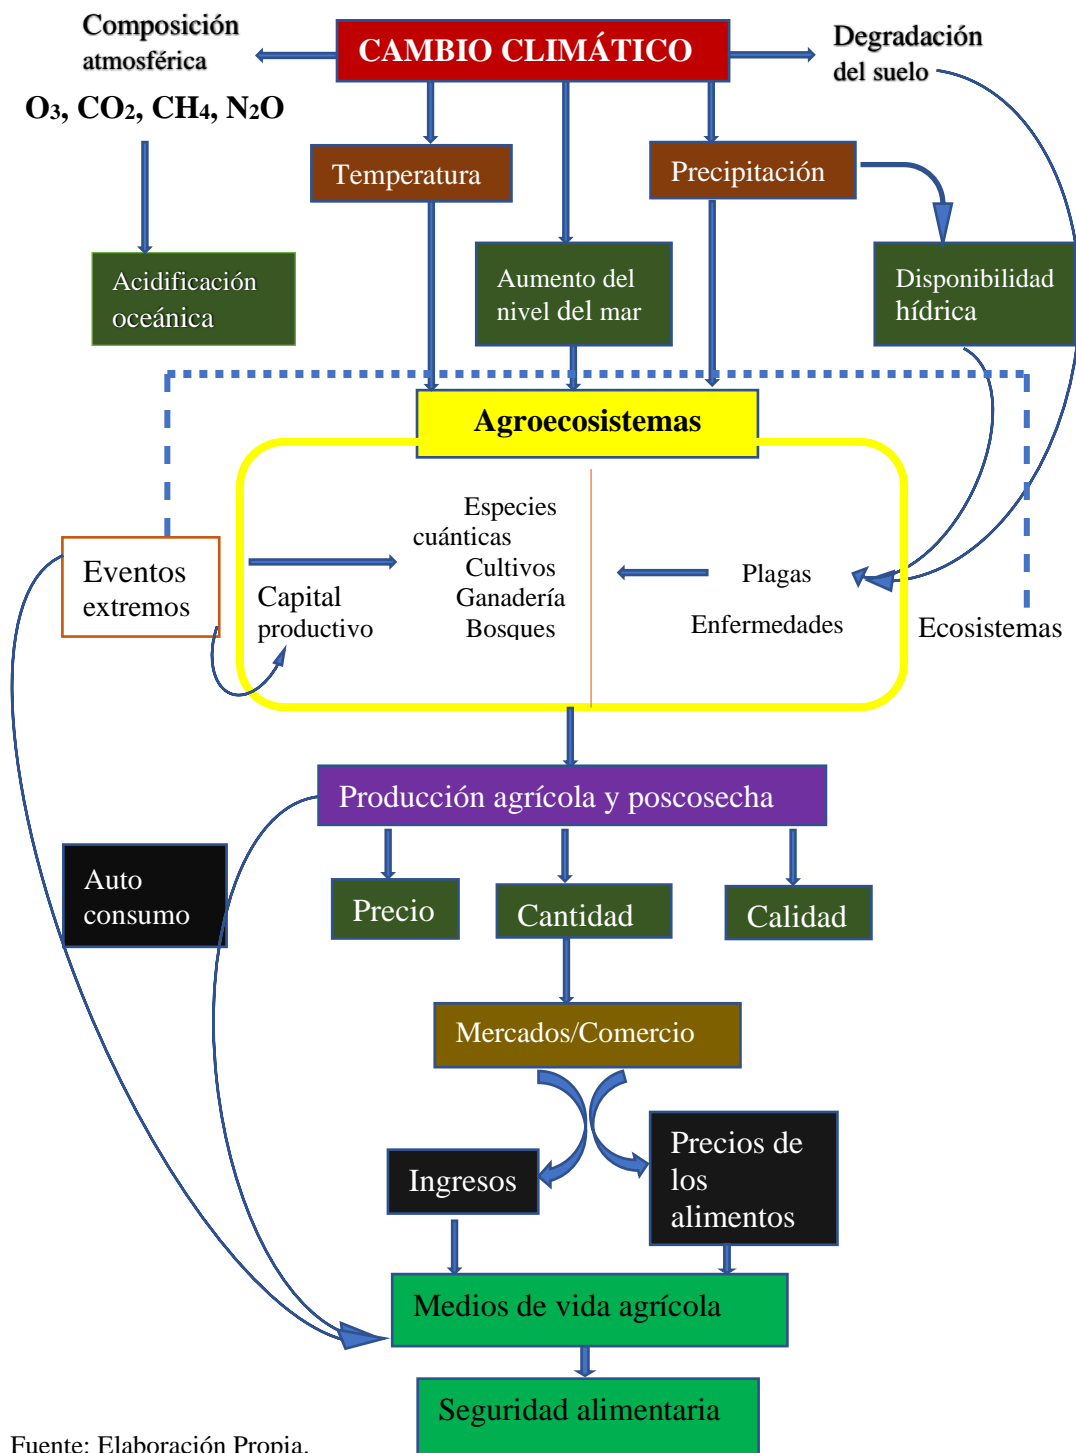 Composición
atmosférica
O3, CO2, CH4, N2O
CAMBIO CLIMÁTICO
Degradación
del suelo
Temperatura
Precipitación
Acidificación
oceánica
Aumento del
nivel del mar
Disponibilidad
hídrica
Agroecosistemas
Eventos
extremos
Capital
productivo
Especies
cuánticas
Cultivos
Ganadería
Bosques
Plagas
Enfermedades
Ecosistemas
Producción agrícola y poscosecha
Auto
consumo
Precio
Cantidad
Calidad
Mercados/Comercio
Ingresos
Precios de
los
alimentos
Medios de vida agrícola
Seguridad alimentaria
Fuente: Elaboración Propia.